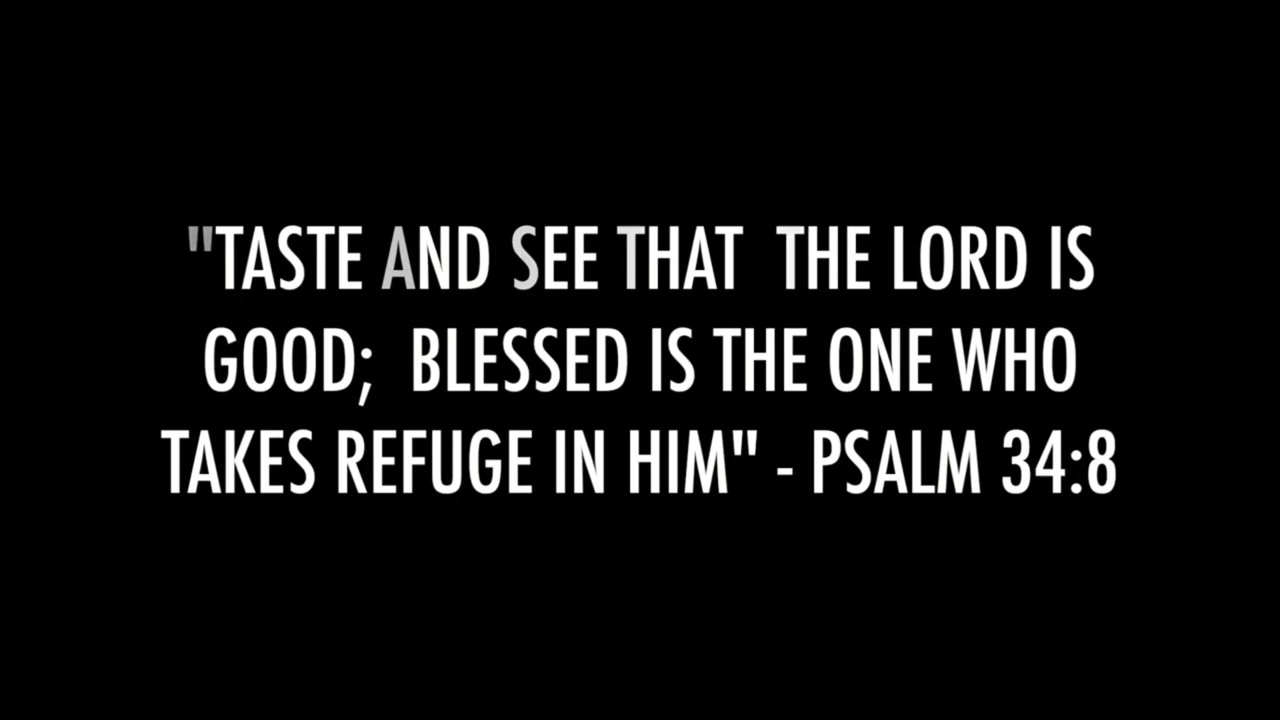 "TASTE AND SEE THAT  THE LORD IS
GOOD;  BLESSED IS THE ONE WHO
TAKES REFUGE IN HIM" - PSALM 34:8